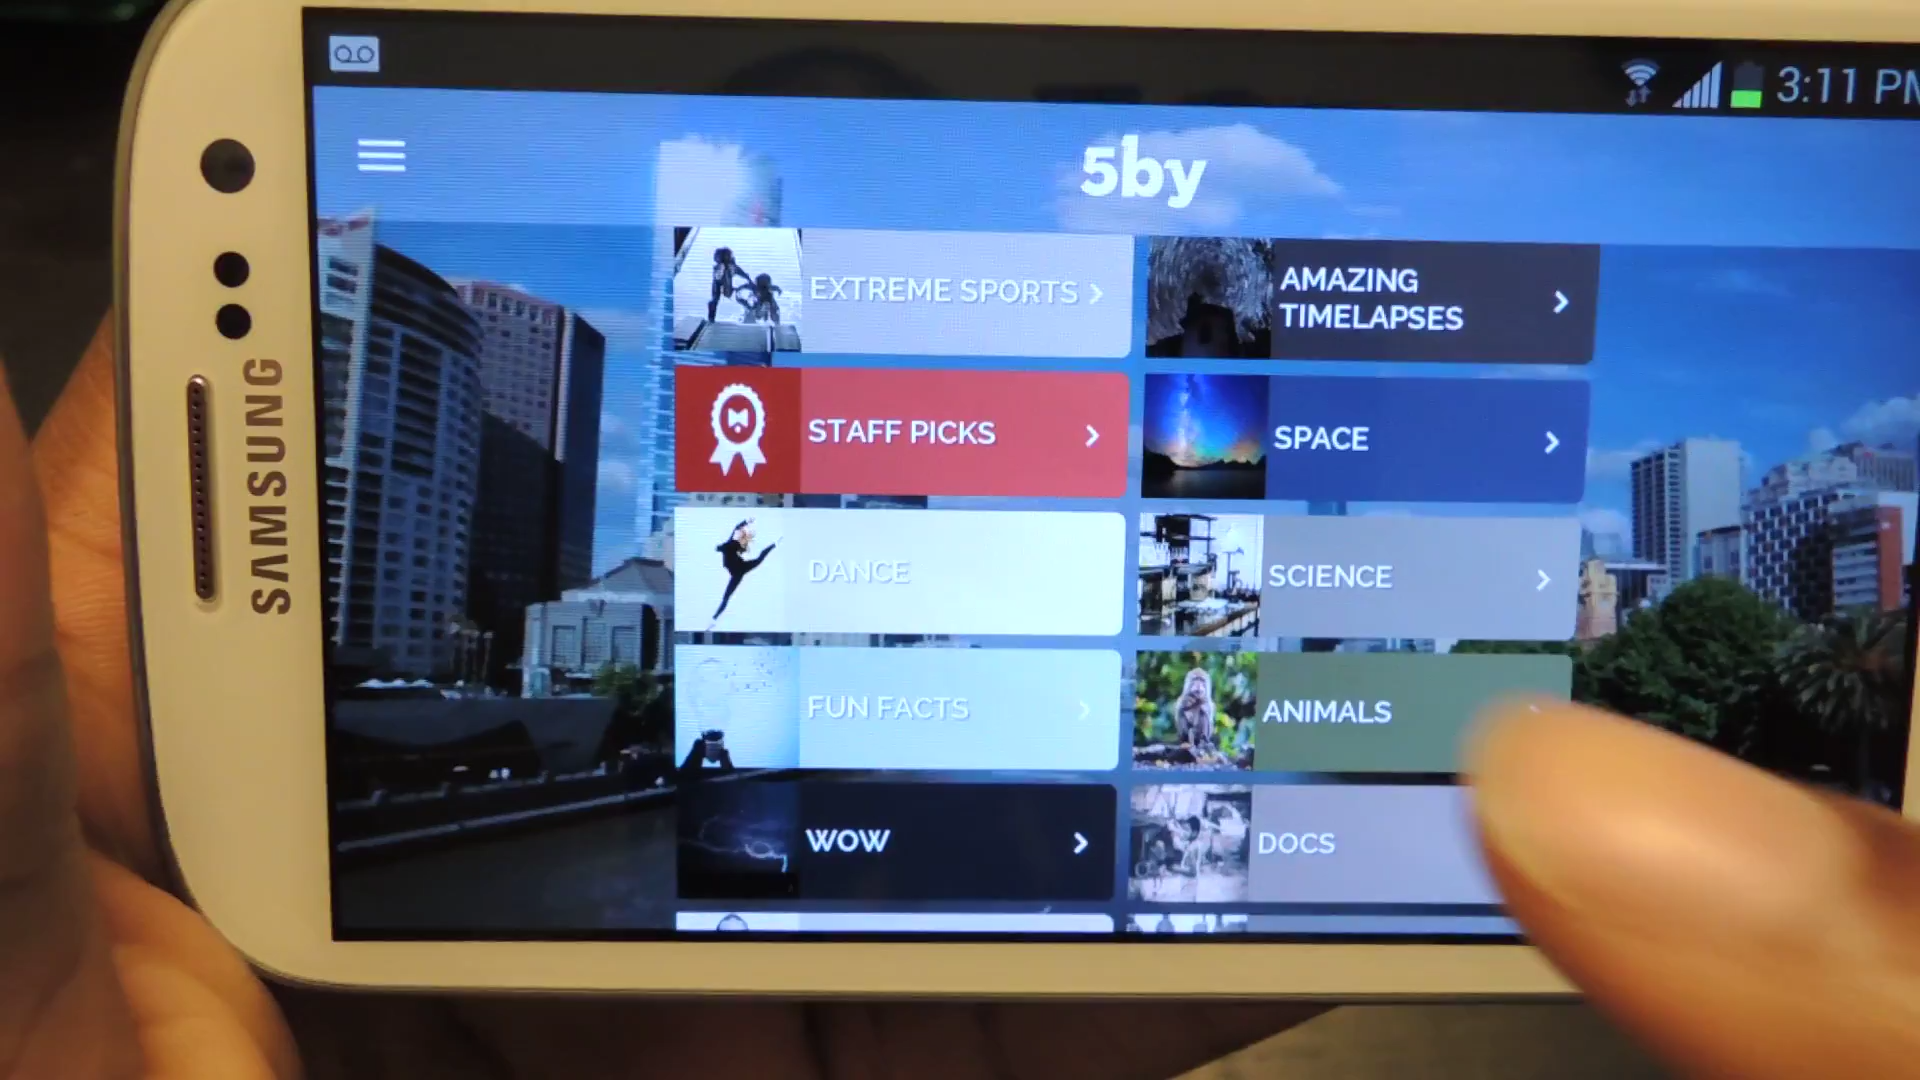 3:11 PM
5by
SAMSUNG
EXTREME SPORTS
AMAZING
TIMELAPSES
STAFF PICKS
SPACE
DANCE
SCIENCE
FUN FACTS
ANIMALS
WOW
DOCS